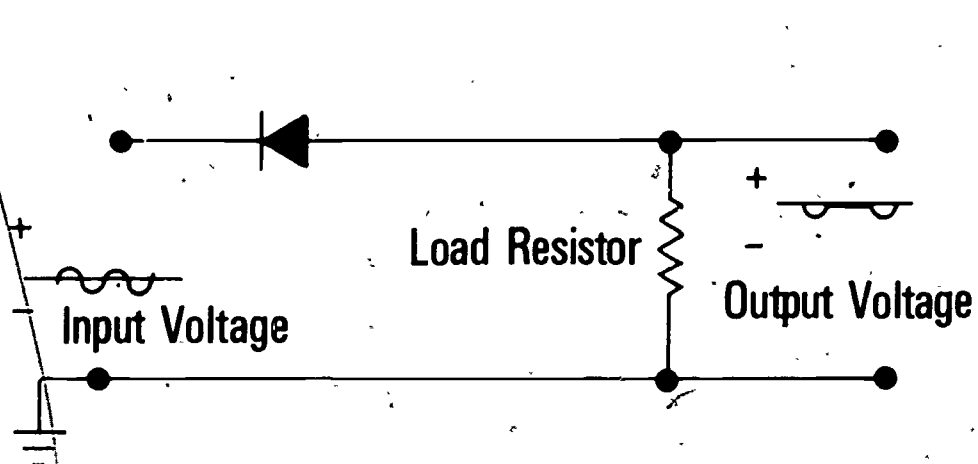 +
+
Load Resistor
-
-
Output Voltage
Input Voltage